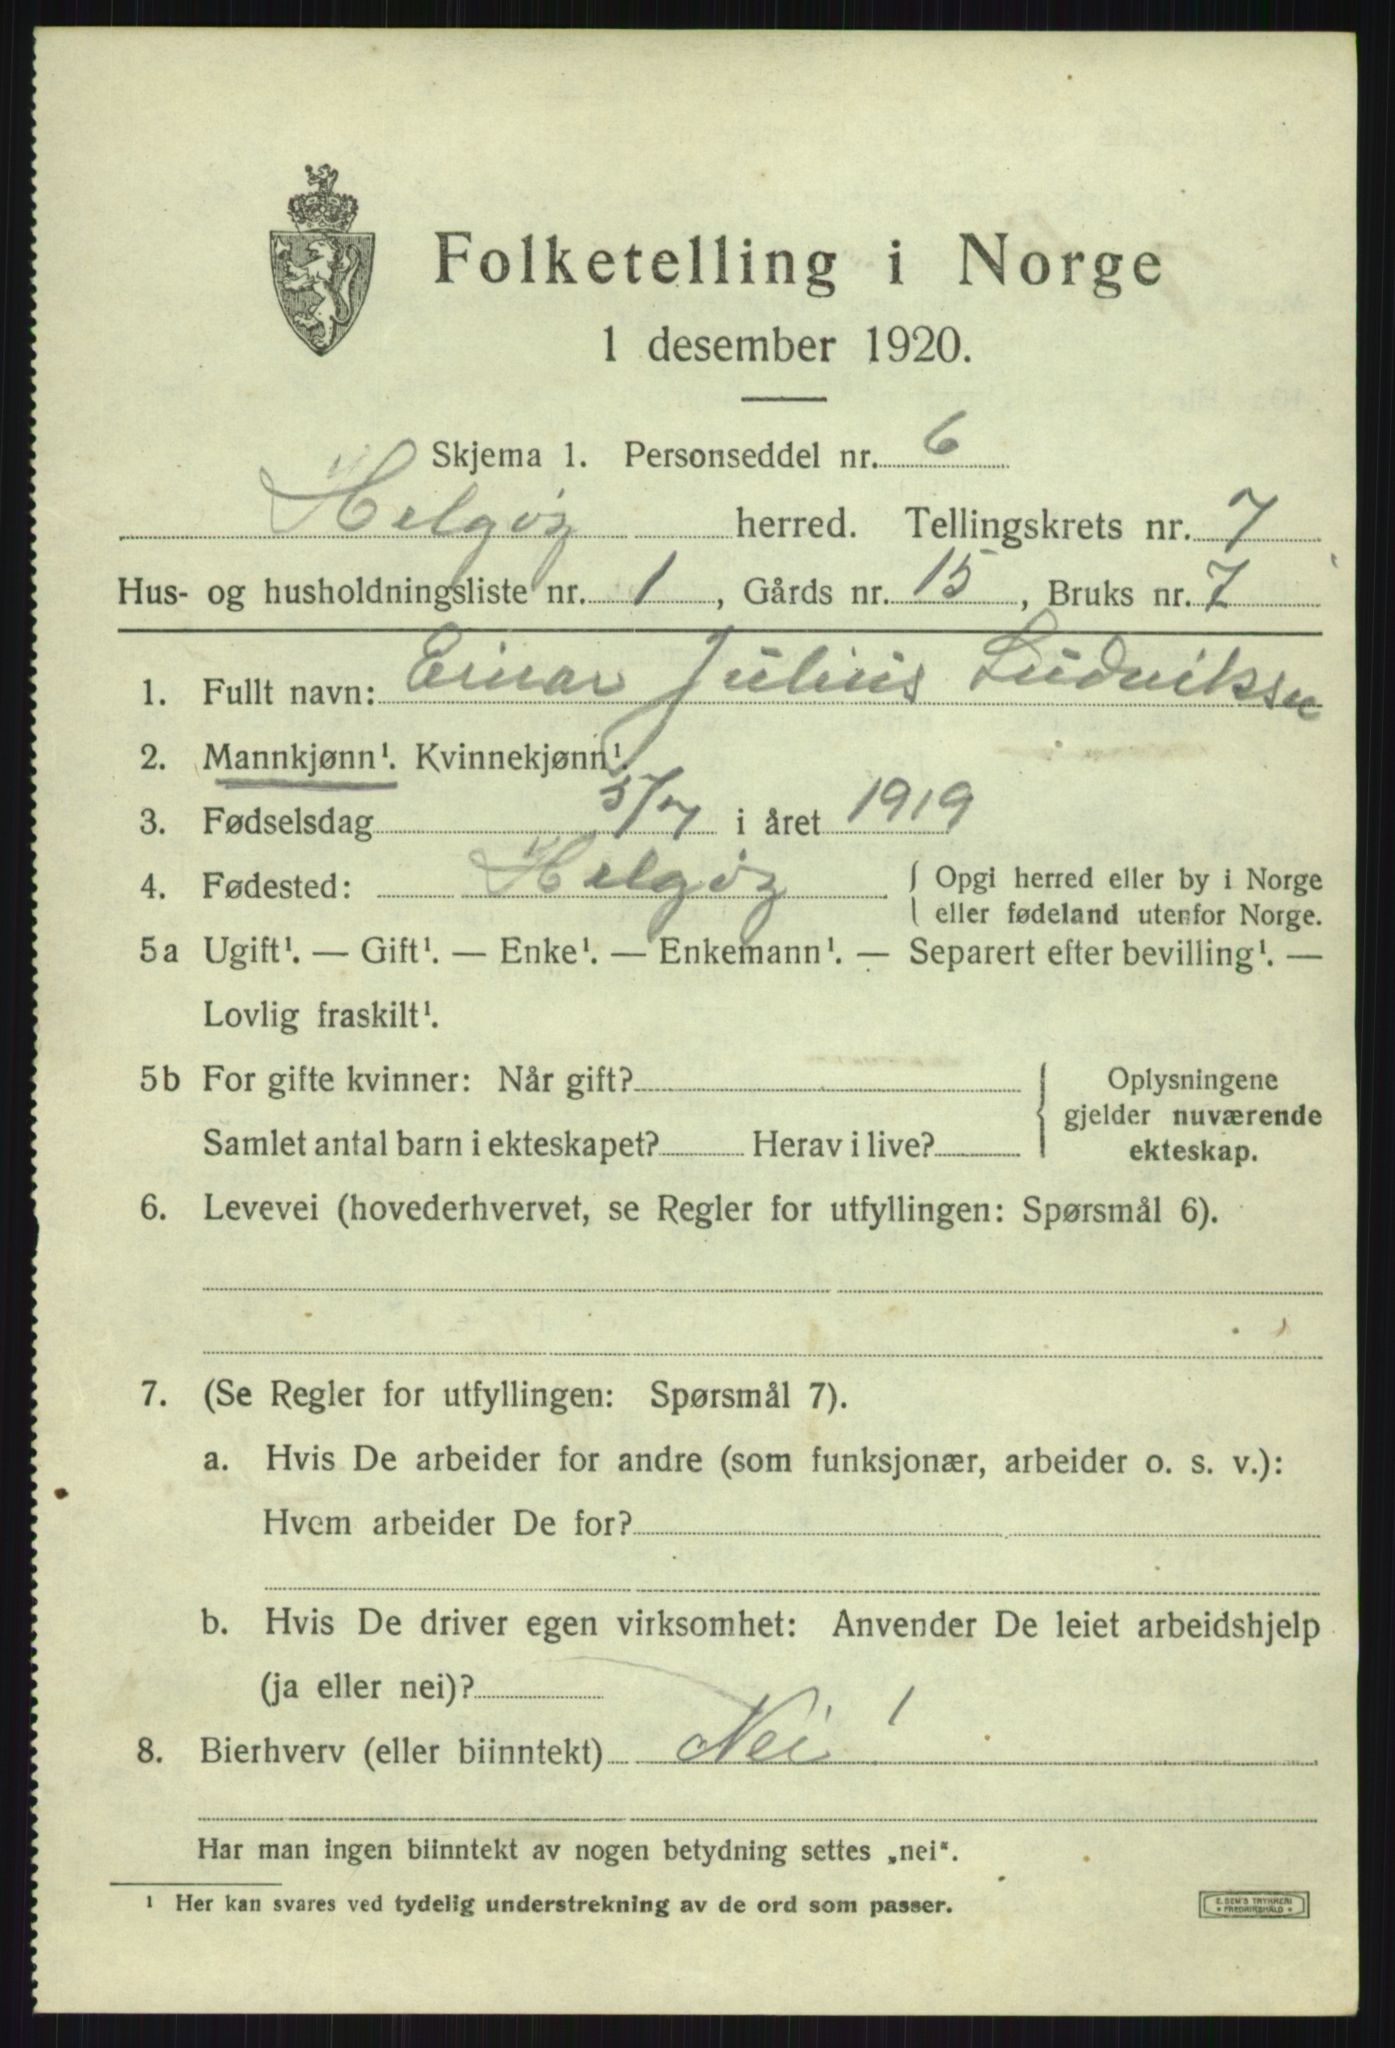 Folketelling i Norge
1 desember 1920.
Skjema 1. Personseddel nr. 6
Helgøy herred. Tellingskrets nr. 7
Hus- og husholdningsliste nr. 1, Gårds nr. 15, Bruks nr. 7
1. Fullt navn: Einar Julius Ludviksen
2. Mannkjønn¹. Kvinnekjønn¹.
3. Fødselsdag 5/7 i året 1919
4. Fødested: Helgøy { Opgi herred eller by i Norge
eller fødeland utenfor Norge.
5a Ugift¹. — Gift¹. — Enke¹. — Enkemann¹. — Separert efter bevilling¹. —
Lovlig fraskilt¹.
5b For gifte kvinner: Når gift? { Oplysningene
gjelder nuværende
Samlet antal barn i ekteskapet? Herav i live? ekteskap.
6. Levevei (hovederhvervet, se Regler for utfyllingen: Spørsmål 6).
7. (Se Regler for utfyllingen: Spørsmål 7).
a. Hvis De arbeider for andre (som funksjonær, arbeider o. s. v.):
Hvem arbeider De for?
b. Hvis De driver egen virksomhet: Anvender De leiet arbeidshjelp
(ja eller nei)?
8. Bierhverv (eller biinntekt) Nei!
Har man ingen biinntekt av nogen betydning settes „nei“.
¹ Her kan svares ved tydelig understrekning av de ord som passer.
E. SEM'S TRYKKERI
• FREDRIKSHALD •